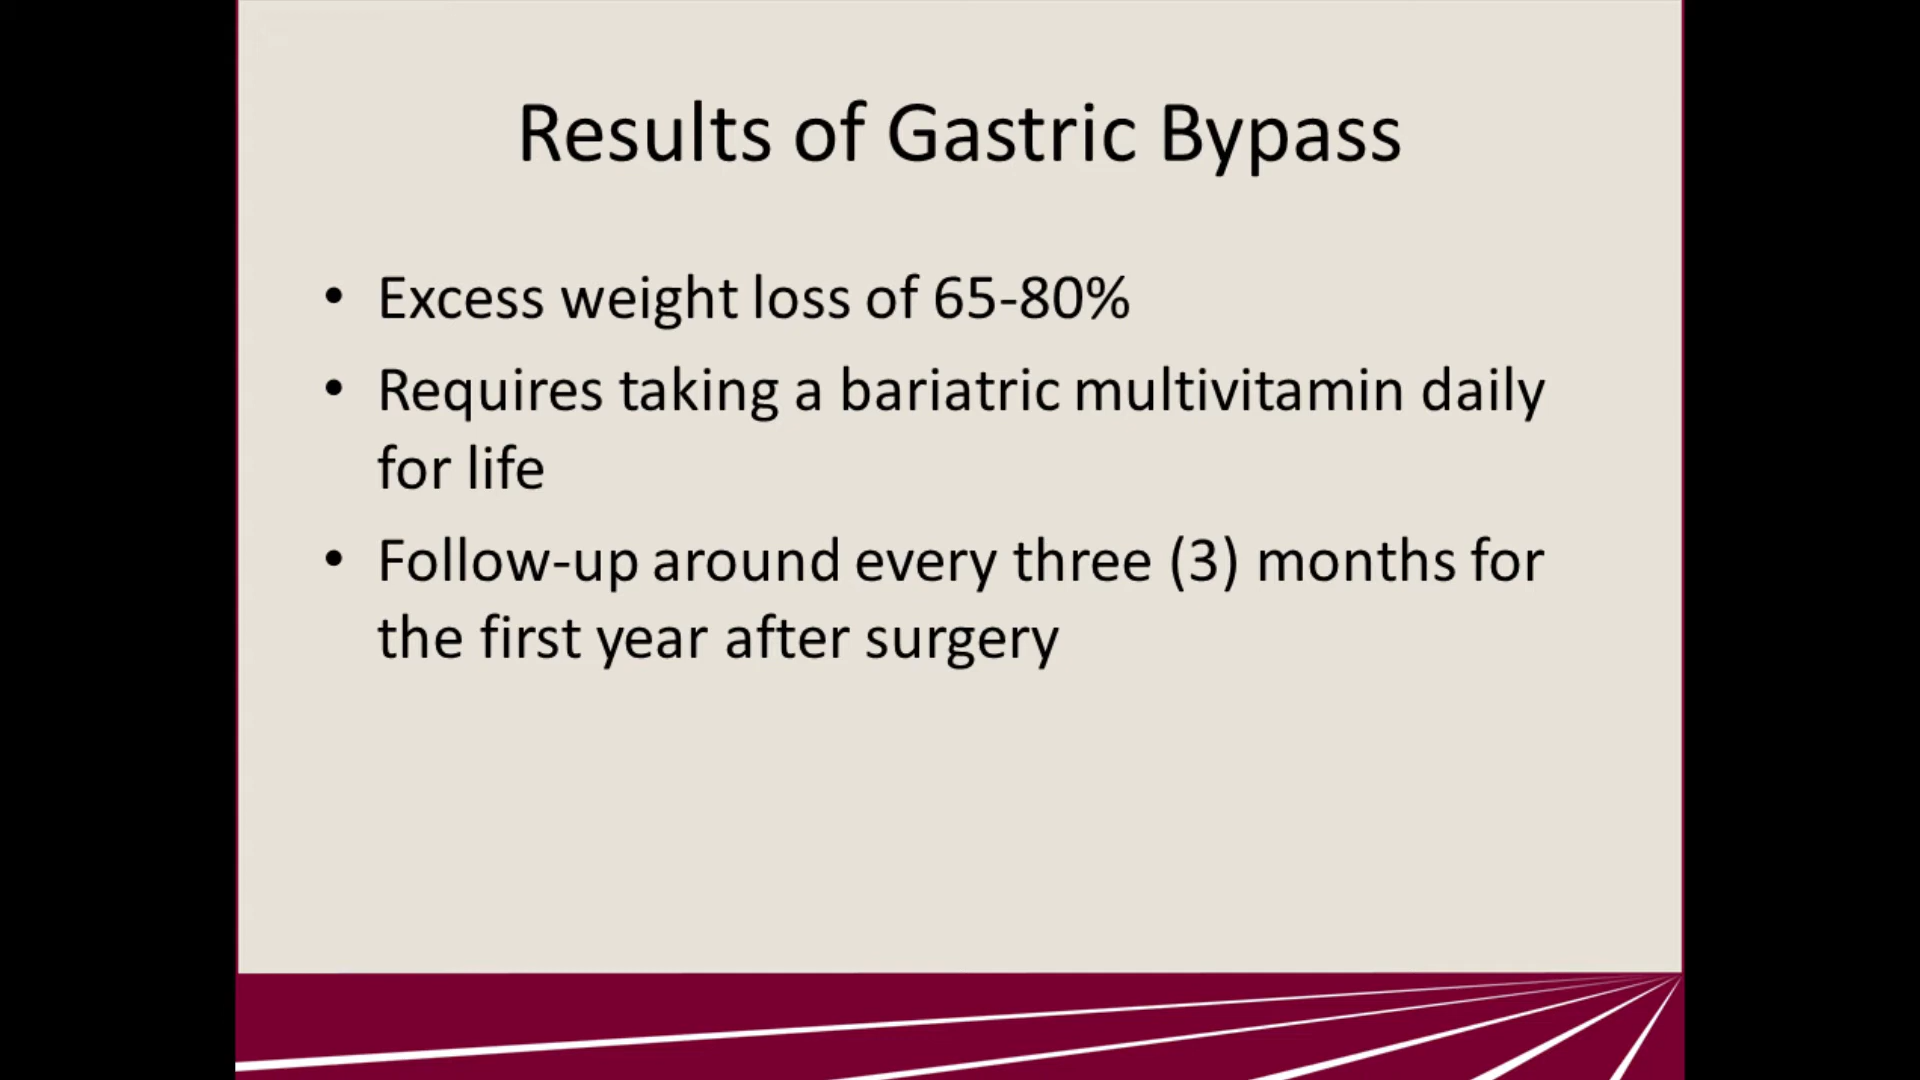 Results of Gastric Bypass
• Excess weight loss of 65-80%
• Requires taking a bariatric multivitamin daily
for life
• Follow-up around every three (3) months for
the first year after surgery